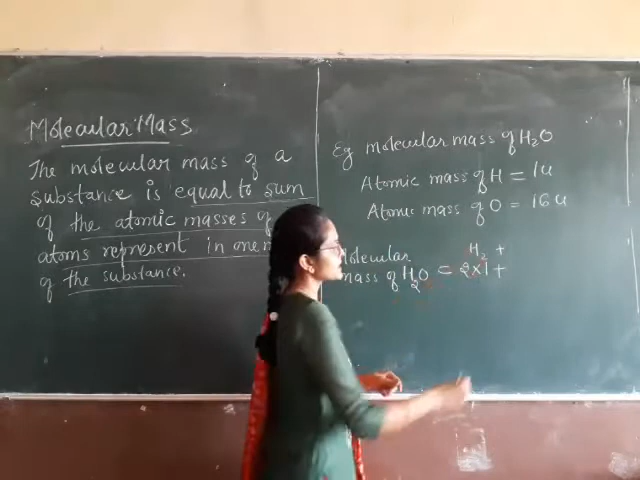 Molecular Mass
The molecular mass of a
substance is equal to sum
of the atomic masses of
atoms represent in one m
of the substance.
Eg molecular mass of H₂O
Atomic mass of H = 1u
Atomic mass of O = 16u
Molecular
mass of H₂O = 2×1+
H₂ +